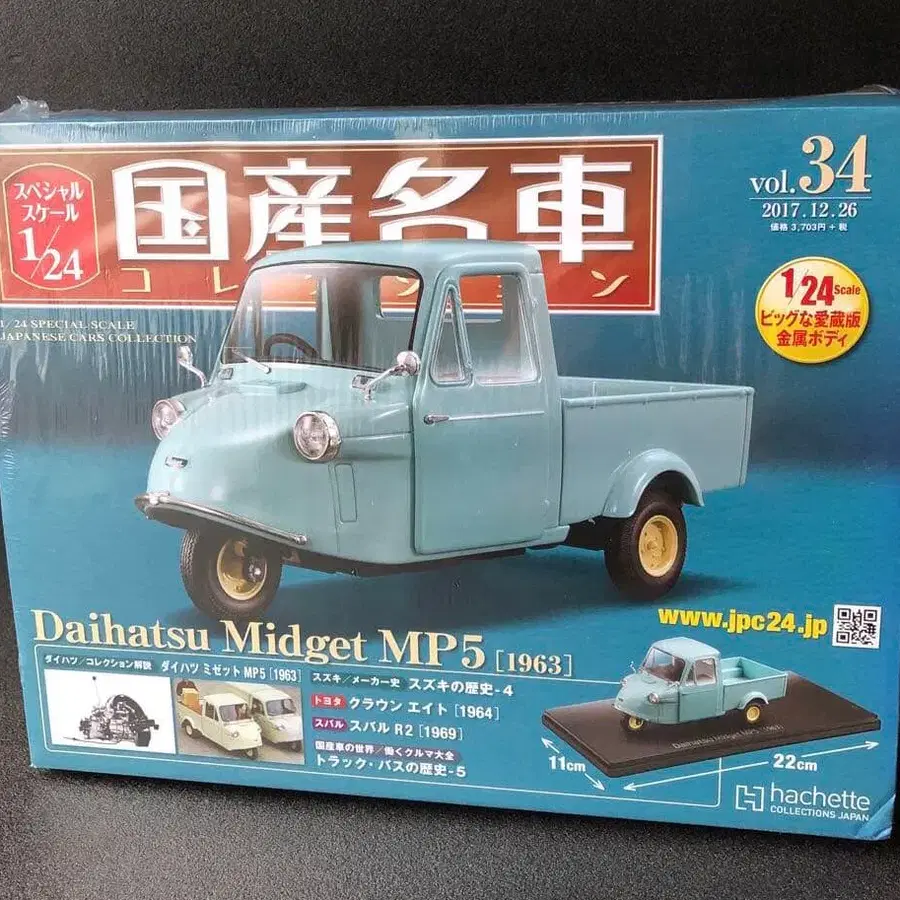 スペシャル
スケール
1/24
国産名車
コレクション
1/24 SPECIAL SCALE
JAPANESE CARS COLLECTION
vol.34
2017.12.26
価格 3,703円+税
1/24 Scale
ビッグな愛蔵版
金属ボディ
www.jpc24.jp
Daihatsu Midget MP5 [1963]
ダイハツ/コレクション解説 ダイハツ ミゼット MP5 [1963]
スズキ/メーカー史 スズキの歴史-4
トヨタ クラウン エイト [1964]
スバル スバル R2 [1969]
国産車の世界/働くクルマ大全
トラック・バスの歴史-5
Daihatsu Midget MP5 1963
11cm
22cm
hachette
COLLECTIONS JAPAN